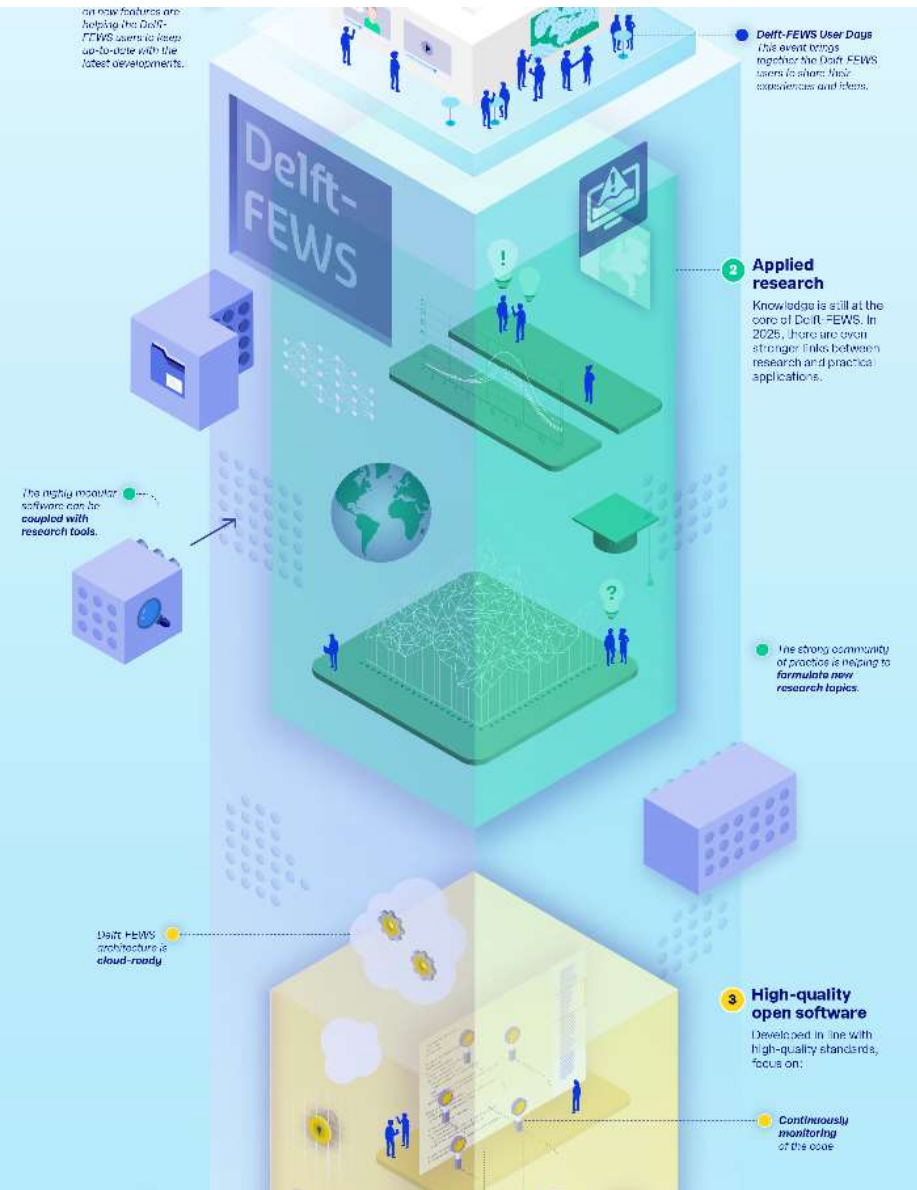 on new features are
helping the Delft-
FEWS users to keep
up-to-date with the
latest developments.
Delft-FEWS User Days
This event brings
together the Delft-FEWS
users to share their
experiences and ideas.
Delft-
FEWS
!
2
Applied
research
Knowledge is still at the
core of Delft-FEWS. In
2025, there are even
stronger links between
research and practical
applications.
The highly modular
software can be
coupled with
research tools.
?
The strong community
of practice is helping to
formulate new
research topics.
Delft-FEWS
architecture is
cloud-ready
3
High-quality
open software
Developed in line with
high-quality standards,
focus on:
Continuously
monitoring
of the code